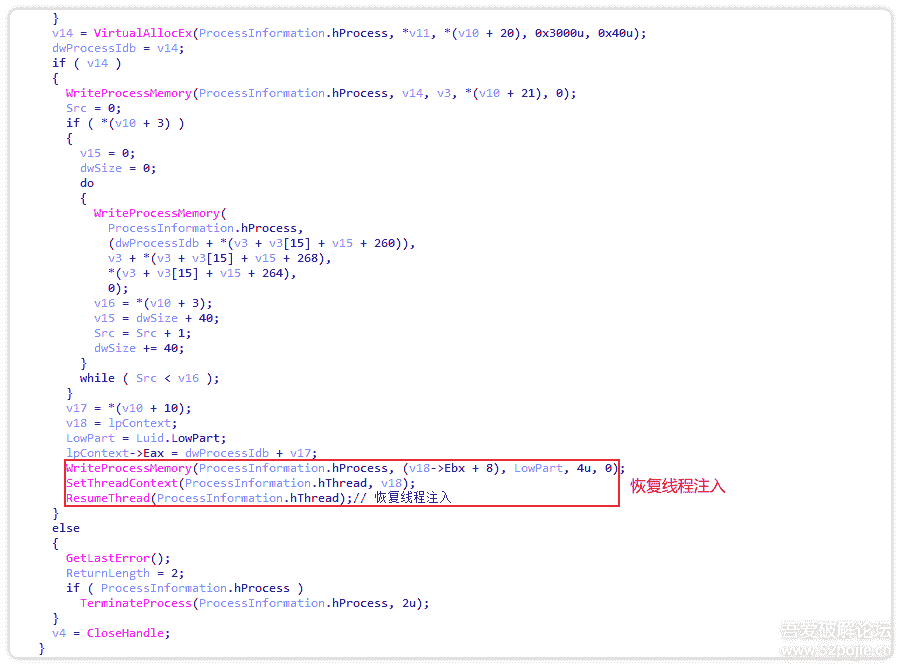 }
v14 = VirtualAllocEx(ProcessInformation.hProcess, *v11, *(v10 + 20), 0x3000u, 0x40u);
dwProcessIdb = v14;
if ( v14 )
{
WriteProcessMemory(ProcessInformation.hProcess, v14, v3, *(v10 + 21), 0);
Src = 0;
if ( *(v10 + 3) )
{
v15 = 0;
dwSize = 0;
do
{
WriteProcessMemory(
ProcessInformation.hProcess,
(dwProcessIdb + *(v3 + v3[15] + v15 + 260)),
v3 + *(v3 + v3[15] + v15 + 268),
*(v3 + v3[15] + v15 + 264),
0);
v16 = *(v10 + 3);
v15 = dwSize + 40;
Src = Src + 1;
dwSize += 40;
}
while ( Src < v16 );
}
v17 = *(v10 + 10);
v18 = lpContext;
LowPart = Luid.LowPart;
lpContext->Eax = dwProcessIdb + v17;
WriteProcessMemory(ProcessInformation.hProcess, (v18->Ebx + 8), LowPart, 4u, 0);
SetThreadContext(ProcessInformation.hThread, v18);
恢复线程注入
ResumeThread(ProcessInformation.hThread);// 恢复线程注入
}
else
{
GetLastError();
ReturnLength = 2;
if ( ProcessInformation.hProcess )
TerminateProcess(ProcessInformation.hProcess, 2u);
}
v4 = CloseHandle;
}
吾爱破解论坛
www.52pojie.cn